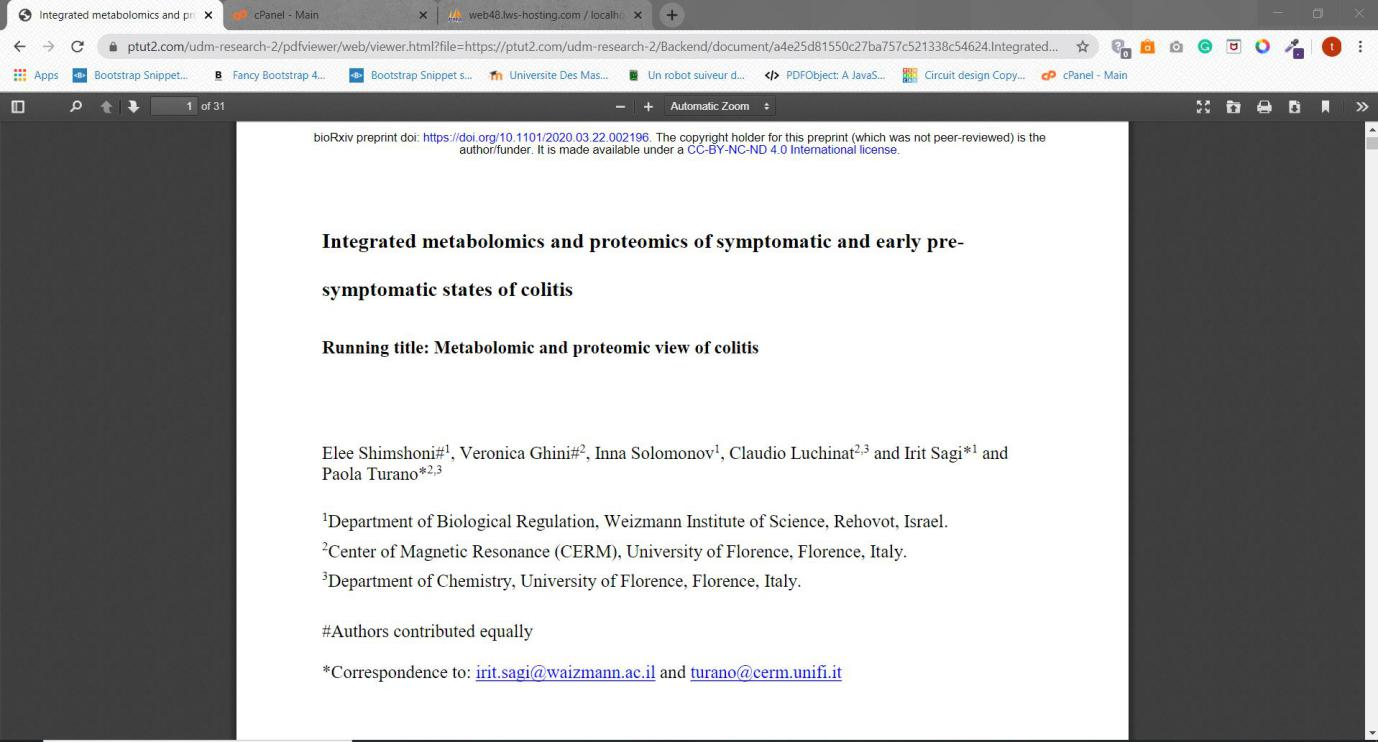 Integrated metabolomics and pr
cPanel - Main
web48.lws-hosting.com / localho
ptut2.com/udm-research-2/pdfviewer/web/viewer.html?file=https://ptut2.com/udm-research-2/Backend/document/a4e25d81550c27ba757c521338c54624.Integrated...
0
t
Apps
Bootstrap Snippet...
B Fancy Bootstrap 4...
Bootstrap Snippet s...
Universite Des Mas...
Un robot suiveur d...
</> PDFObject: A JavaS...
Circuit design Copy...
cPanel - Main
1 of 31
Automatic Zoom
bioRxiv preprint doi: https://doi.org/10.1101/2020.03.22.002196. The copyright holder for this preprint (which was not peer-reviewed) is the
author/funder. It is made available under a CC-BY-NC-ND 4.0 International license.
Integrated metabolomics and proteomics of symptomatic and early pre-
symptomatic states of colitis
Running title: Metabolomic and proteomic view of colitis
Elee Shimshoni#1, Veronica Ghini#2, Inna Solomonov1, Claudio Luchinat2,3 and Irit Sagi*1 and
Paola Turano*2,3
1Department of Biological Regulation, Weizmann Institute of Science, Rehovot, Israel.
2Center of Magnetic Resonance (CERM), University of Florence, Florence, Italy.
3Department of Chemistry, University of Florence, Florence, Italy.
#Authors contributed equally
*Correspondence to: irit.sagi@waizmann.ac.il and turano@cerm.unifi.it